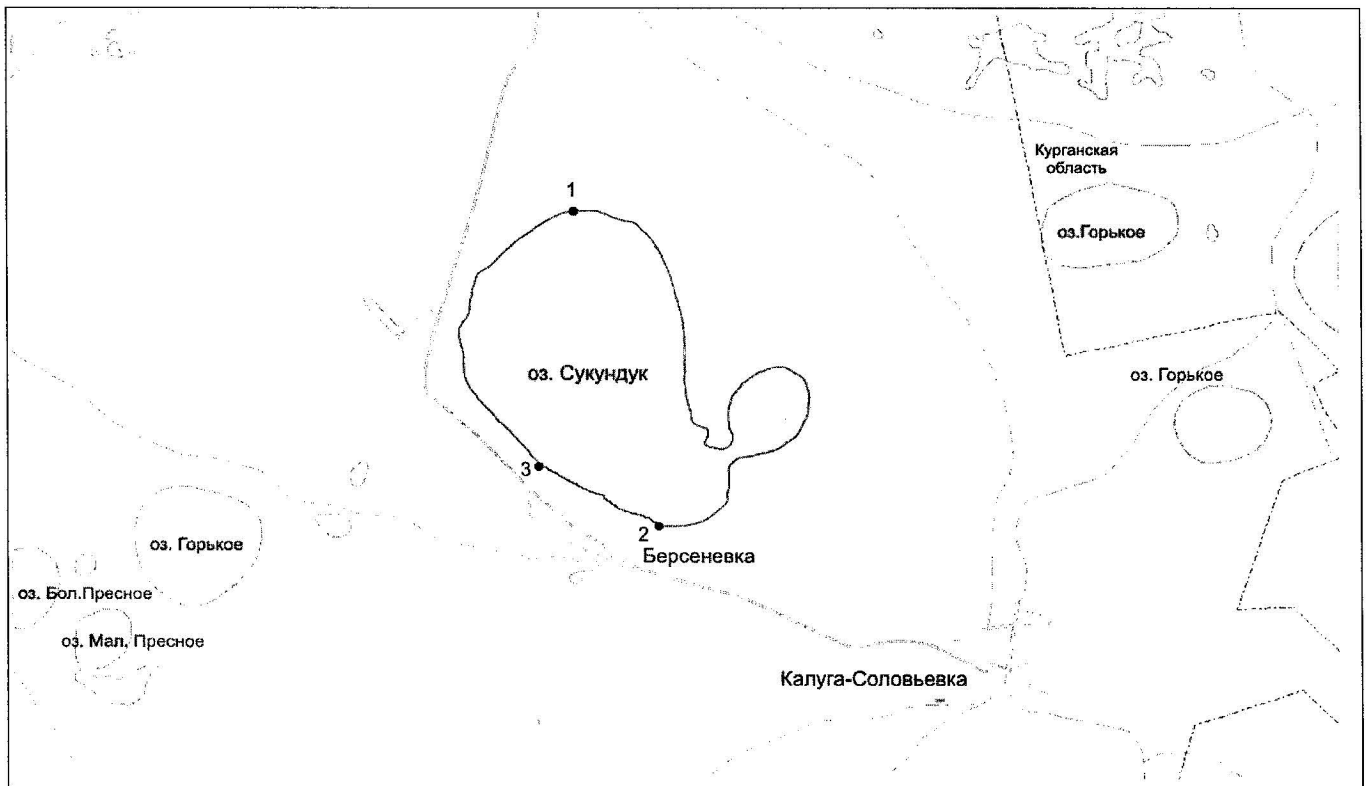 Курганская
область
1
оз.Горькое
оз. Сукундук
оз. Горькое
3
2
Берсеневка
оз. Горькое
оз. Бол.Пресное
оз. Мал. Пресное
Калуга-Соловьевка